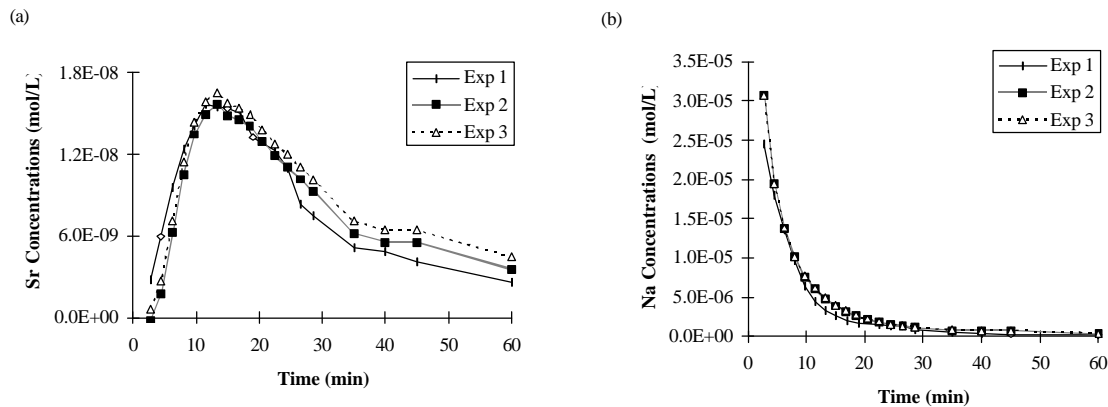 (a)
Sr Concentrations (mol/L)
1.8E-08
1.2E-08
6.0E-09
0.0E+00
0 10 20 30 40 50 60
Time (min)
Exp 1
Exp 2
Exp 3
(b)
Na Concentrations (mol/L)
3.5E-05
3.0E-05
2.5E-05
2.0E-05
1.5E-05
1.0E-05
5.0E-06
0.0E+00
0 10 20 30 40 50 60
Time (min)
Exp 1
Exp 2
Exp 3